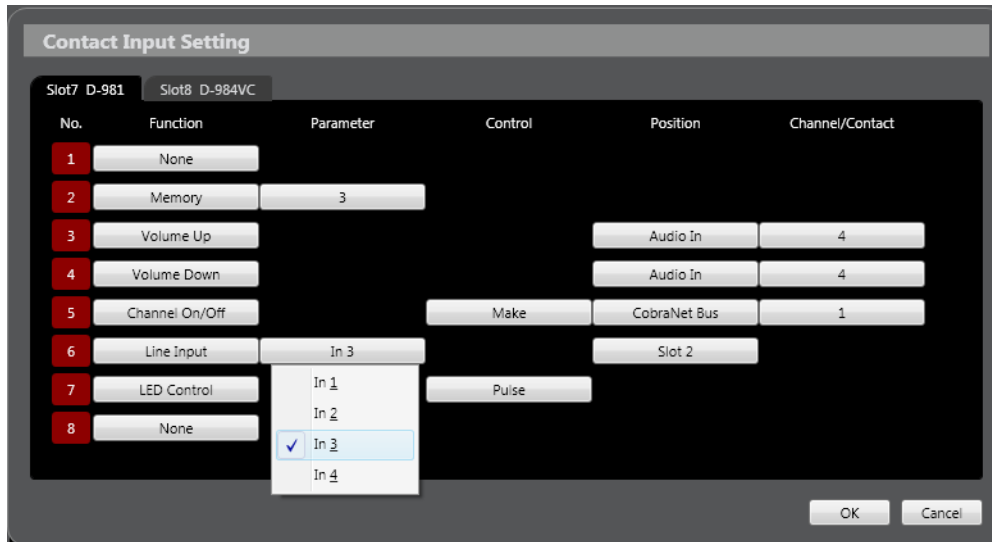 Contact Input Setting
Slot7 D-981 Slot8 D-984VC
No. Function Parameter Control Position Channel/Contact
1 None
2 Memory 3
3 Volume Up Audio In 4
4 Volume Down Audio In 4
5 Channel On/Off Make CobraNet Bus 1
6 Line Input In 3 Slot 2
In 1
7 LED Control Pulse
In 2
8 None
In 3
In 4
OK Cancel